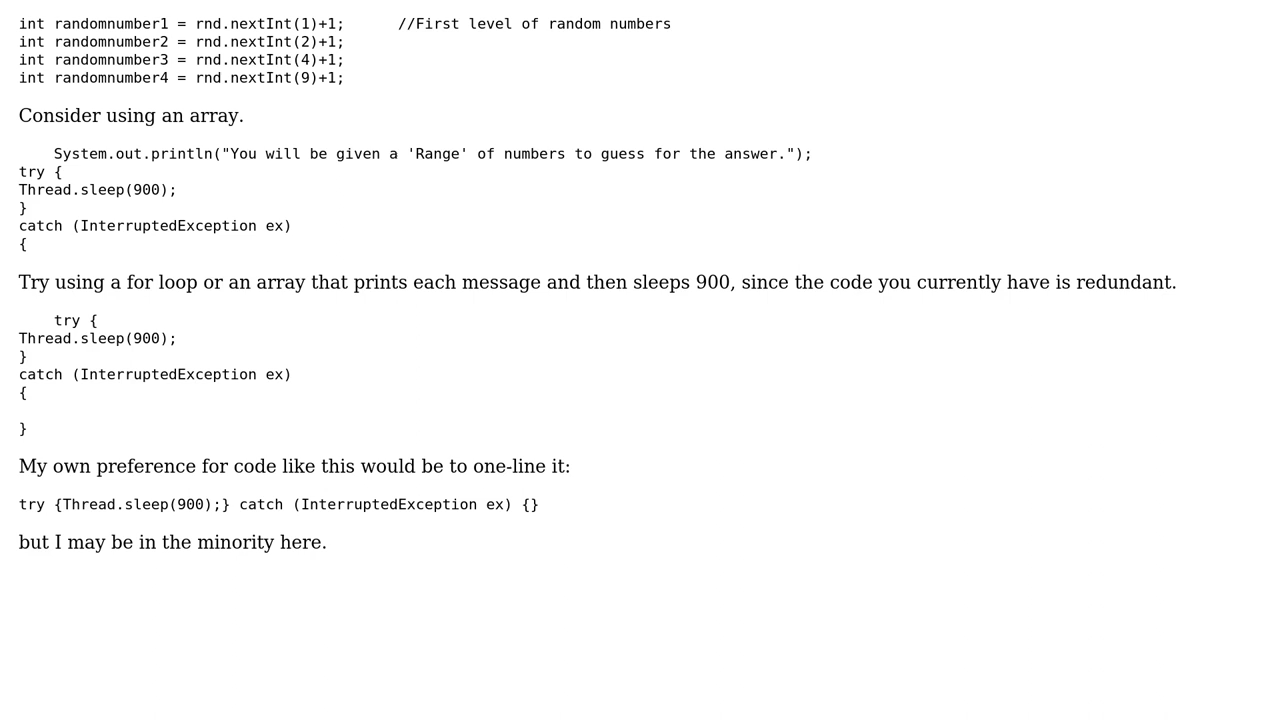 int randomnumber1 = rnd.nextInt(1)+1;      //First level of random numbers
int randomnumber2 = rnd.nextInt(2)+1;
int randomnumber3 = rnd.nextInt(4)+1;
int randomnumber4 = rnd.nextInt(9)+1;
Consider using an array.
    System.out.println("You will be given a 'Range' of numbers to guess for the answer.");
try {
Thread.sleep(900);
}
catch (InterruptedException ex)
{
Try using a for loop or an array that prints each message and then sleeps 900, since the code you currently have is redundant.
    try {
Thread.sleep(900);
}
catch (InterruptedException ex)
{
}
My own preference for code like this would be to one-line it:
try {Thread.sleep(900);} catch (InterruptedException ex) {}
but I may be in the minority here.